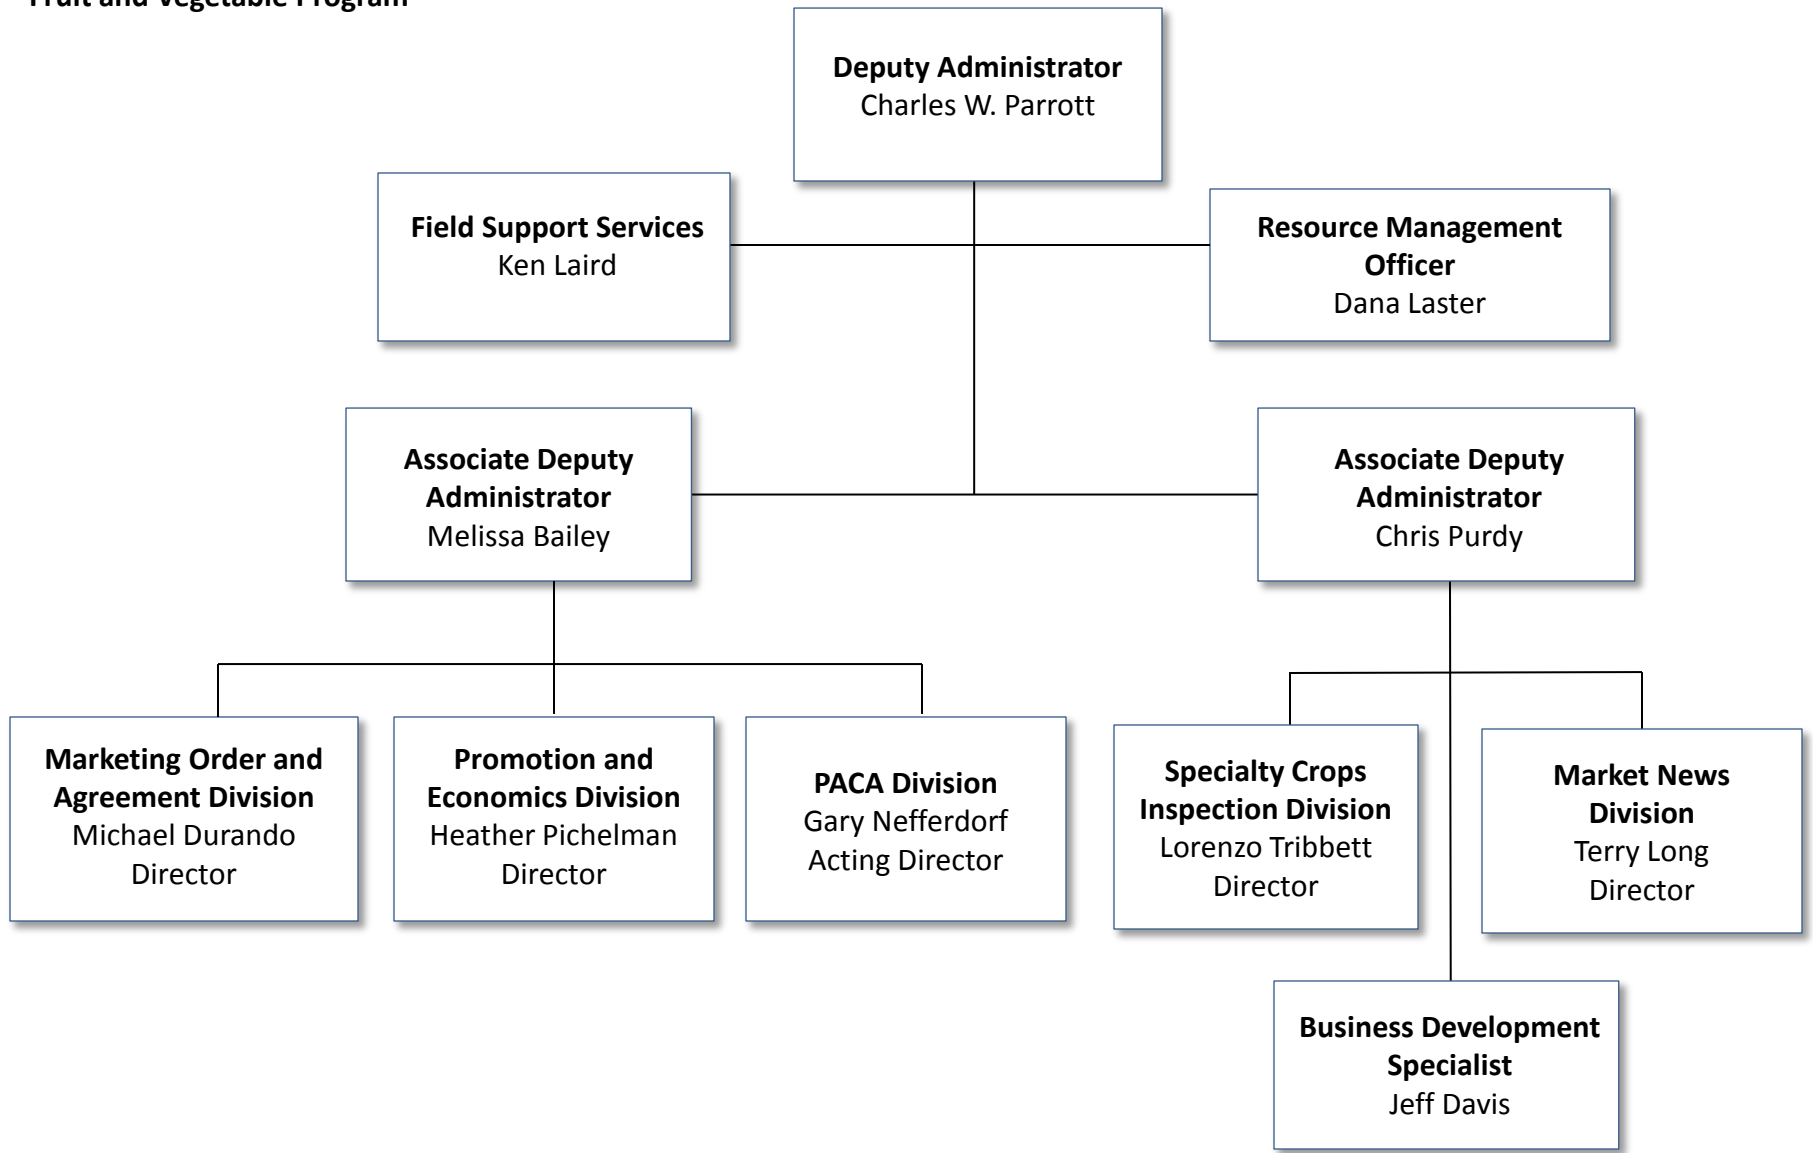 Fruit and Vegetable Program
Deputy Administrator
Charles W. Parrott
Field Support Services
Ken Laird
Resource Management
Officer
Dana Laster
Associate Deputy
Administrator
Melissa Bailey
Associate Deputy
Administrator
Chris Purdy
Marketing Order and
Agreement Division
Michael Durando
Director
Promotion and
Economics Division
Heather Pichelman
Director
PACA Division
Gary Nefferdorf
Acting Director
Specialty Crops
Inspection Division
Lorenzo Tribbett
Director
Market News
Division
Terry Long
Director
Business Development
Specialist
Jeff Davis